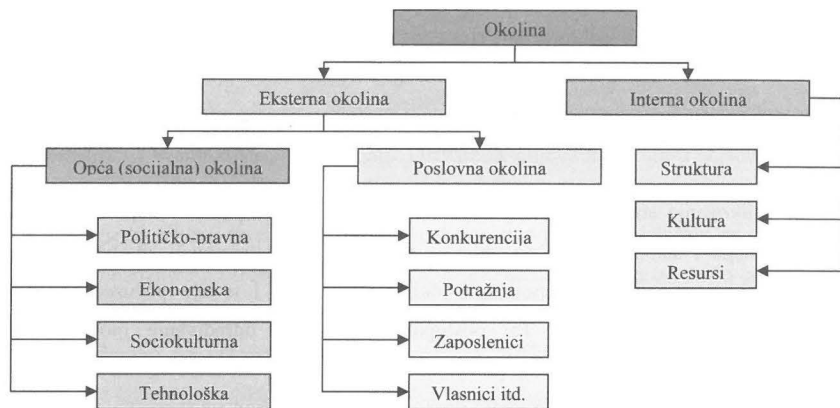 Okolina
Eksterna okolina
Interna okolina
Opća (socijalna) okolina
Poslovna okolina
Struktura
Političko-pravna
Konkurencija
Kultura
Ekonomska
Potražnja
Resursi
Sociokulturna
Zaposlenici
Tehnološka
Vlasnici itd.